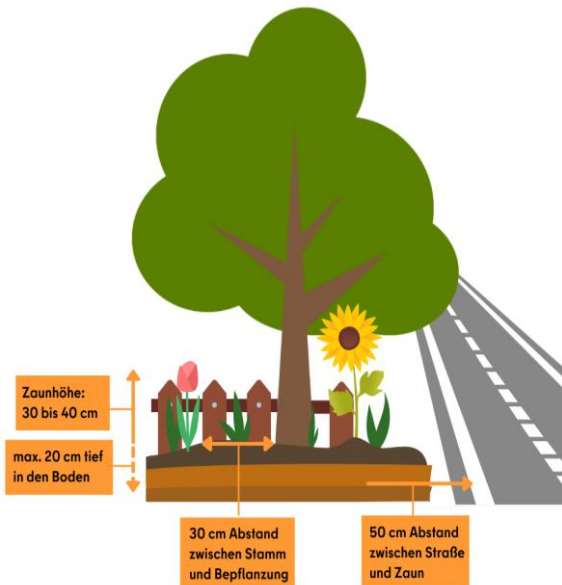 Zaunhöhe:
30 bis 40 cm
max. 20 cm tief
in den Boden
30 cm Abstand
zwischen Stamm
und Bepflanzung
50 cm Abstand
zwischen Straße
und Zaun